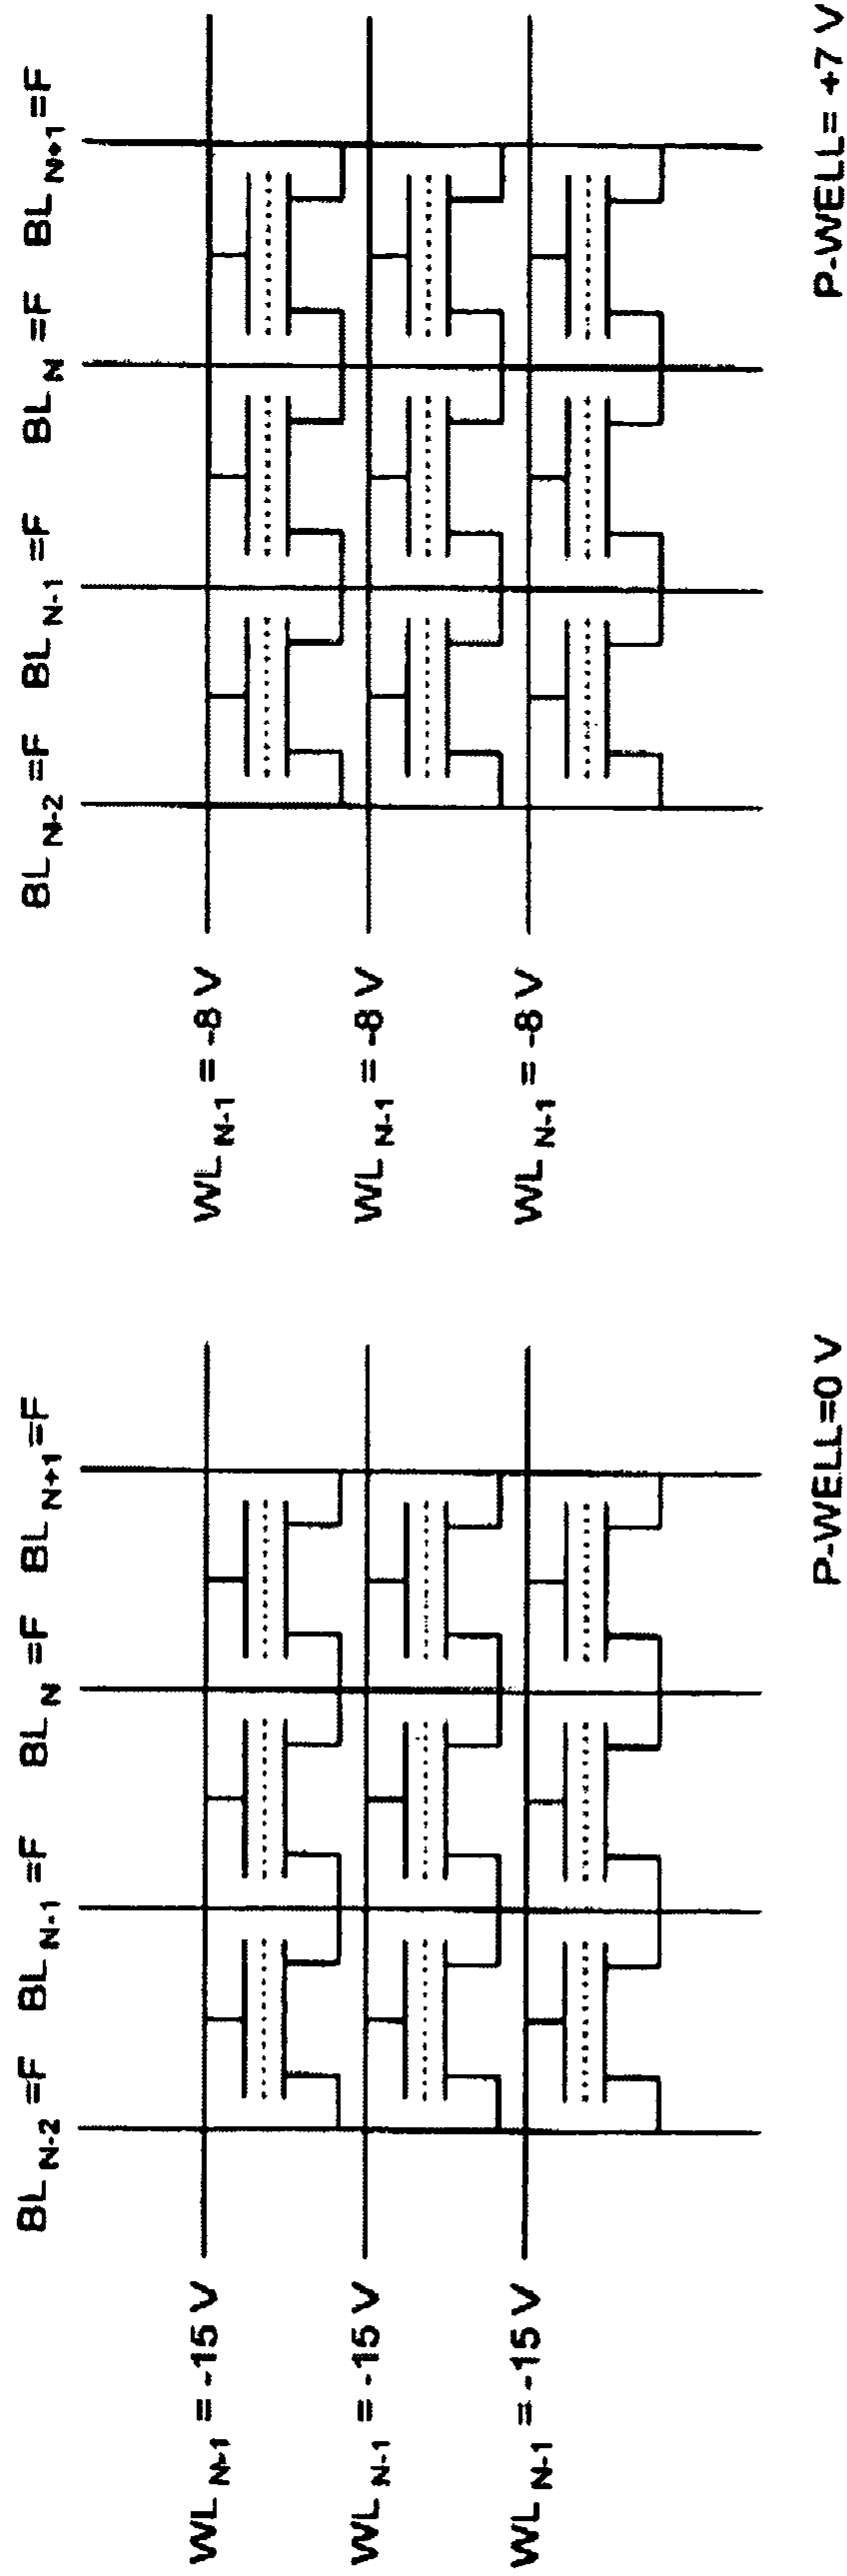 BL N-2 =F BL N-1 =F BL N =F BL N+1 =F
WL N-1 = -15 V
WL N-1 = -15 V
WL N-1 = -15 V
P-WELL=0 V
BL N-2 =F BL N-1 =F BL N =F BL N+1 =F
WL N-1 = -8 V
WL N-1 = -8 V
WL N-1 = -8 V
P-WELL= +7 V